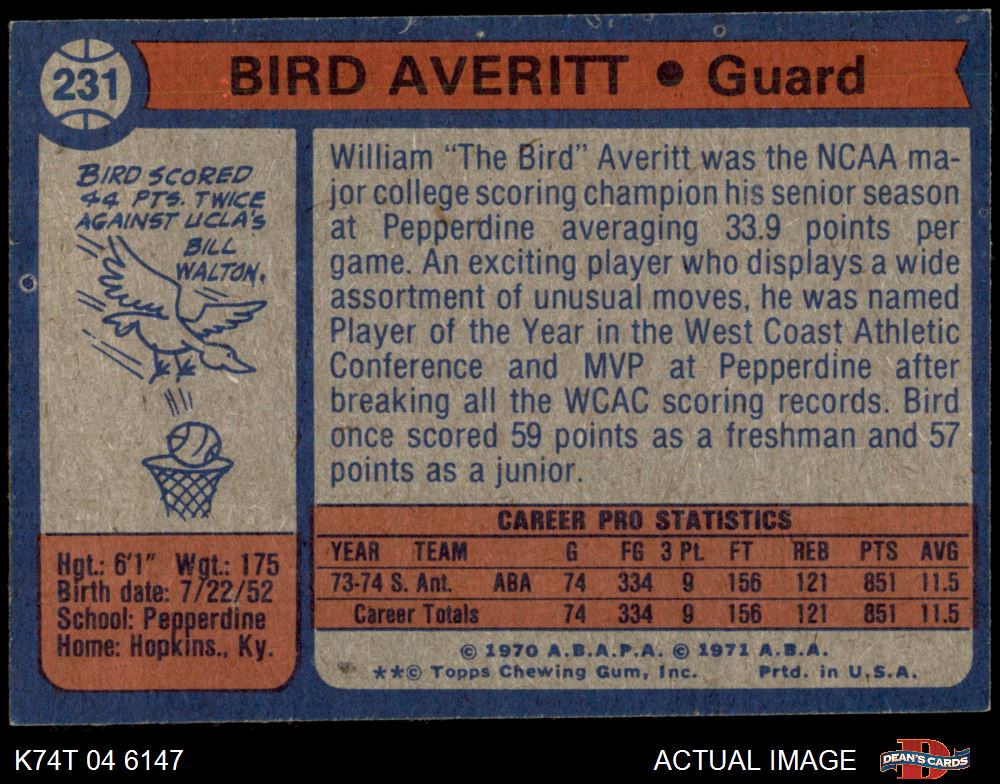 231
BIRD AVERITT • Guard
BIRD SCORED
44 PTS. TWICE
AGAINST UCLA'S
BILL
WALTON.
William "The Bird" Averitt was the NCAA ma-
jor college scoring champion his senior season
at Pepperdine averaging 33.9 points per
game. An exciting player who displays a wide
assortment of unusual moves, he was named
Player of the Year in the West Coast Athletic
Conference and MVP at Pepperdine after
breaking all the WCAC scoring records. Bird
once scored 59 points as a freshman and 57
points as a junior.
Hgt.: 6'1" Wgt.: 175
Birth date: 7/22/52
School: Pepperdine
Home: Hopkins., Ky.
CAREER PRO STATISTICS
YEAR TEAM G FG 3 Pt. FT REB PTS AVG
73-74 S. Ant. ABA 74 334 9 156 121 851 11.5
Career Totals 74 334 9 156 121 851 11.5
© 1970 A.B.A.P.A. © 1971 A.B.A.
**© Topps Chewing Gum, Inc. Prtd. in U.S.A.
K74T 04 6147
ACTUAL IMAGE
D
DEAN'S CARDS